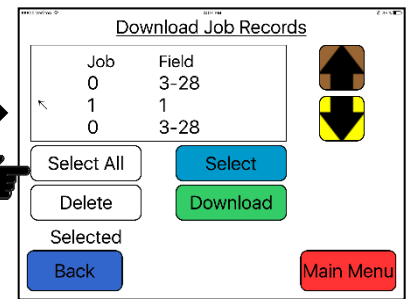 Download Job Records
Job Field
0 3-28
1 1
0 3-28
Select All Select
Delete Download
Selected
Back Main Menu